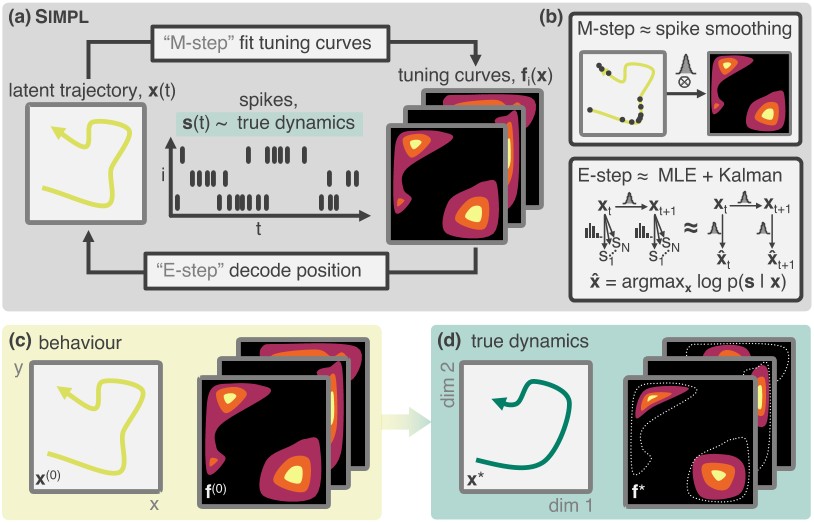 (a) SIMPL
"M-step" fit tuning curves
latent trajectory, x(t)
spikes,
s(t) ~ true dynamics
i
t
tuning curves, fi(x)
"E-step" decode position
(b)
M-step ≈ spike smoothing
⊗
E-step ≈ MLE + Kalman
xt xt+1 xt xt+1
≈
s1 sN s1 sN x̂t x̂t+1
x̂ = argmaxx log p(s | x)
(c) behaviour
y
x(0)
x
f(0)
(d) true dynamics
dim 2
x*
dim 1
f*